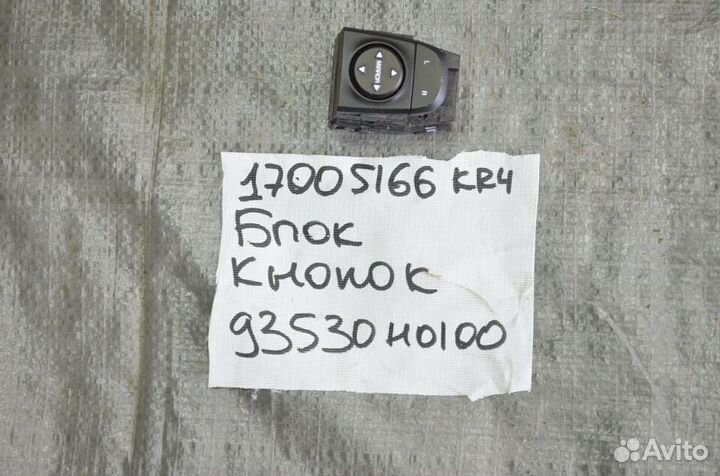 MIRROR
L
R
17005166 KR4
Блок
кнопок
93530H0100
Avito